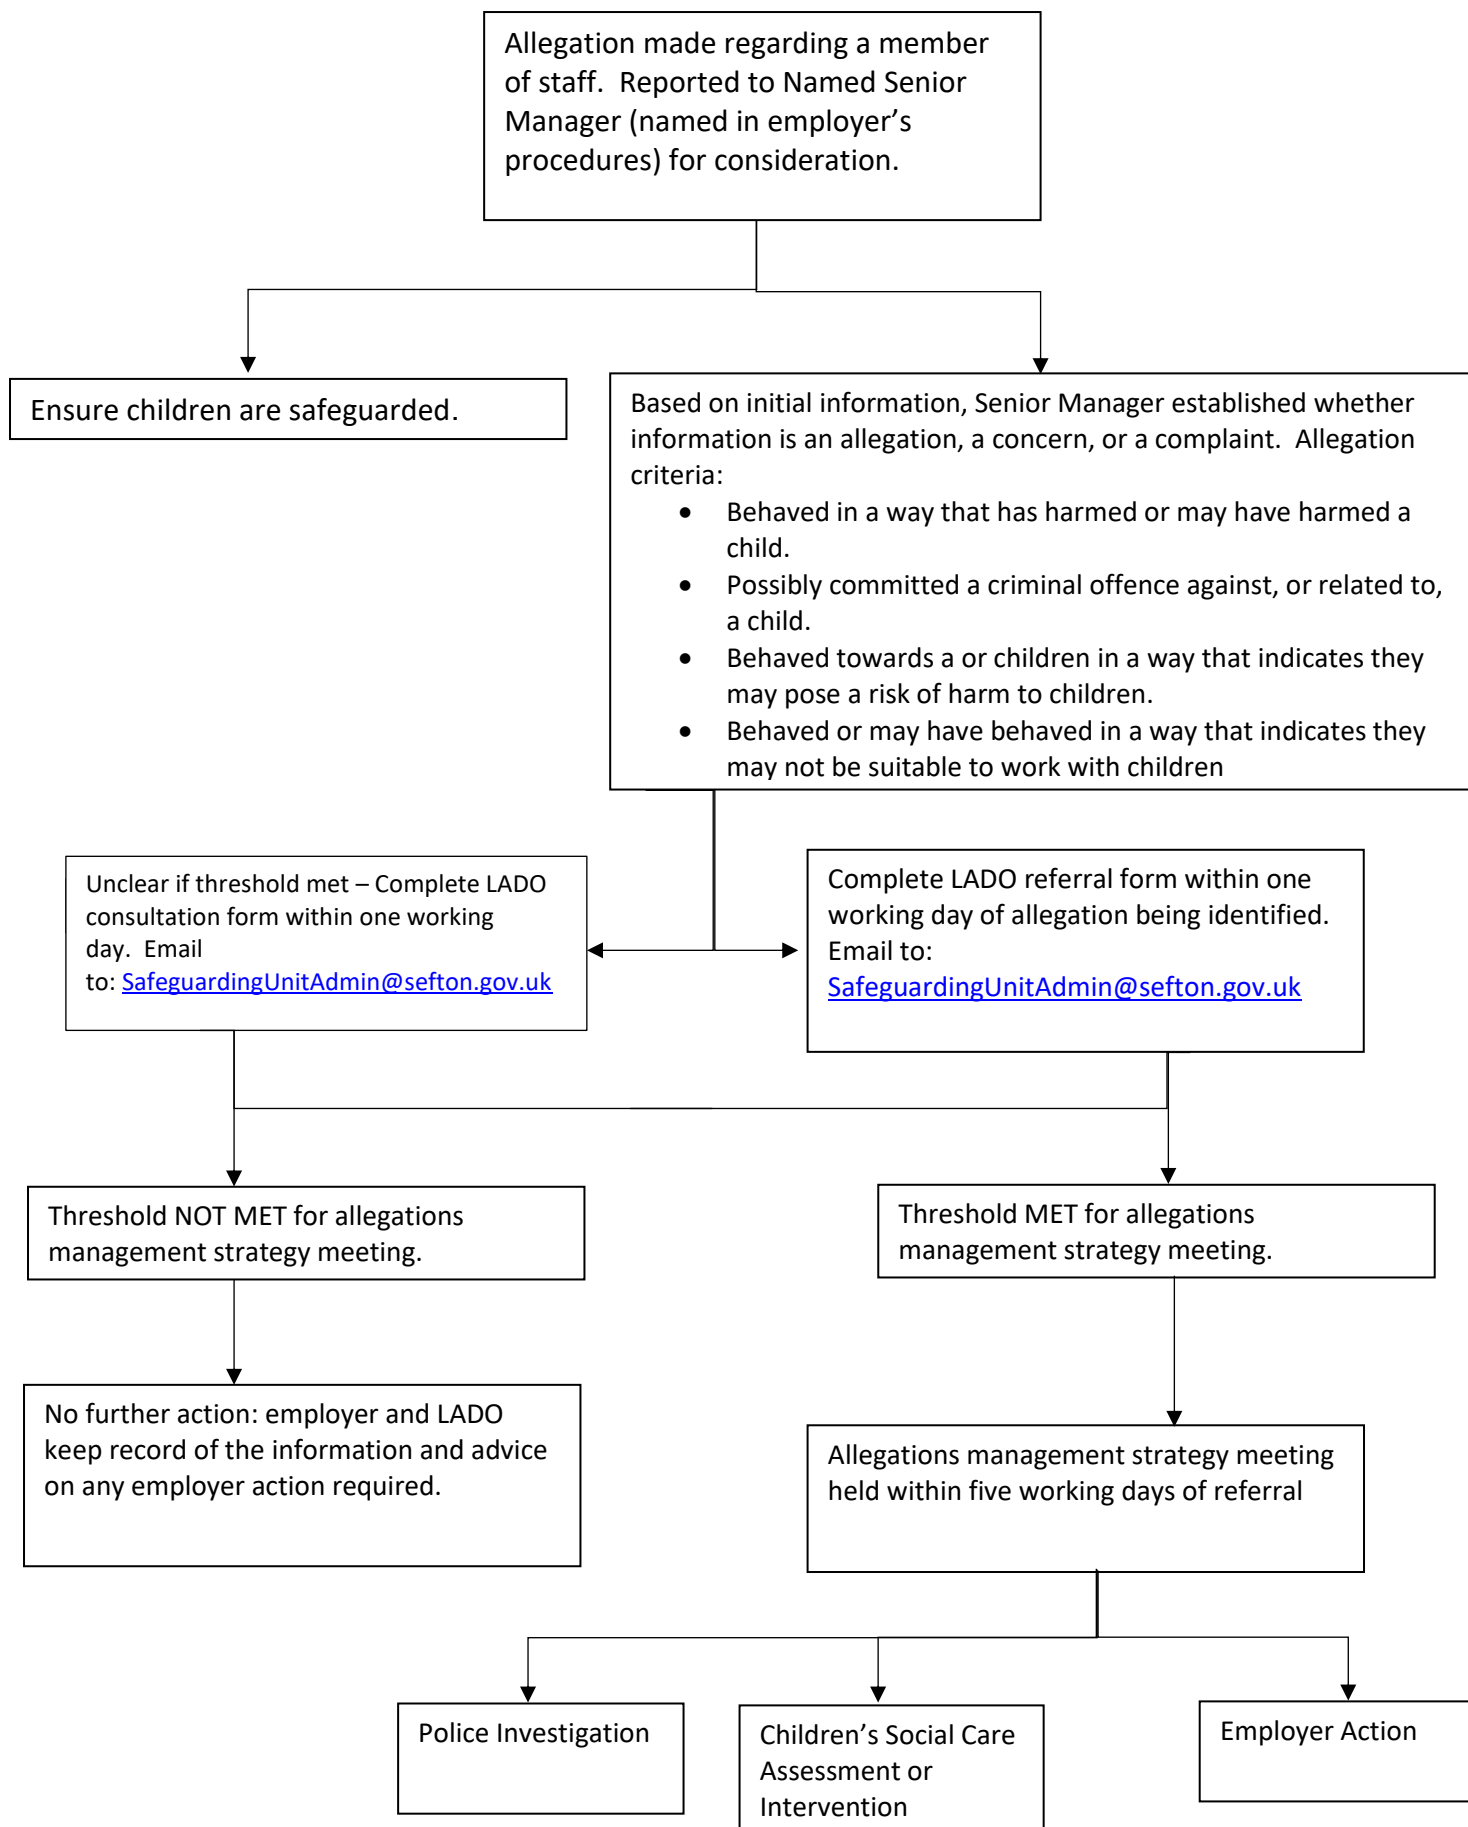 Allegation made regarding a member
of staff.  Reported to Named Senior
Manager (named in employer’s
procedures) for consideration.
Ensure children are safeguarded.
Based on initial information, Senior Manager established whether
information is an allegation, a concern, or a complaint.  Allegation
criteria:
• Behaved in a way that has harmed or may have harmed a
child.
• Possibly committed a criminal offence against, or related to,
a child.
• Behaved towards a or children in a way that indicates they
may pose a risk of harm to children.
• Behaved or may have behaved in a way that indicates they
may not be suitable to work with children
Unclear if threshold met – Complete LADO
consultation form within one working
day.  Email
to: SafeguardingUnitAdmin@sefton.gov.uk
Complete LADO referral form within one
working day of allegation being identified.
Email to:
SafeguardingUnitAdmin@sefton.gov.uk
Threshold NOT MET for allegations
management strategy meeting.
Threshold MET for allegations
management strategy meeting.
No further action: employer and LADO
keep record of the information and advice
on any employer action required.
Allegations management strategy meeting
held within five working days of referral
Police Investigation
Children’s Social Care
Assessment or
Intervention
Employer Action